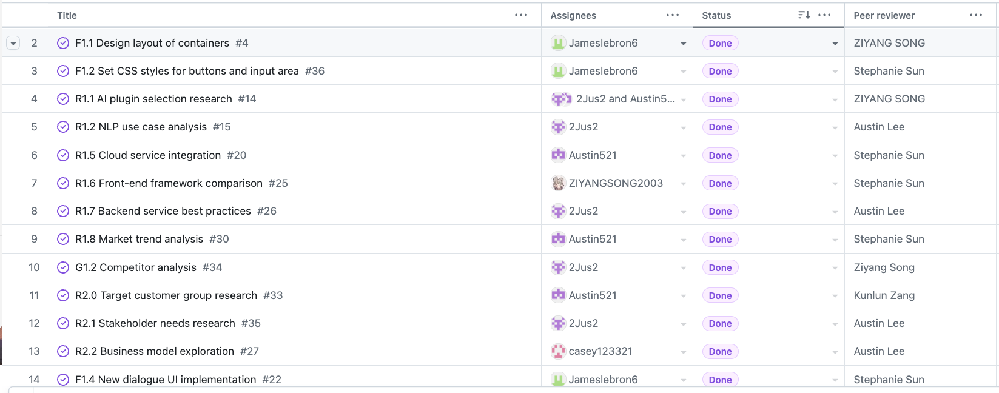 Title ... Assignees ... Status ... Peer reviewer ...
2 F1.1 Design layout of containers #4 Jameslebron6 Done ZIYANG SONG
3 F1.2 Set CSS styles for buttons and input area #36 Jameslebron6 Done Stephanie Sun
4 R1.1 AI plugin selection research #14 2Jus2 and Austin5... Done ZIYANG SONG
5 R1.2 NLP use case analysis #15 2Jus2 Done Austin Lee
6 R1.5 Cloud service integration #20 Austin521 Done Stephanie Sun
7 R1.6 Front-end framework comparison #25 ZIYANGSONG2003 Done Stephanie Sun
8 R1.7 Backend service best practices #26 2Jus2 Done Austin Lee
9 R1.8 Market trend analysis #30 Austin521 Done Stephanie Sun
10 G1.2 Competitor analysis #34 2Jus2 Done Ziyang Song
11 R2.0 Target customer group research #33 Austin521 Done Kunlun Zang
12 R2.1 Stakeholder needs research #35 2Jus2 Done Austin Lee
13 R2.2 Business model exploration #27 casey123321 Done Austin Lee
14 F1.4 New dialogue UI implementation #22 Jameslebron6 Done Stephanie Sun